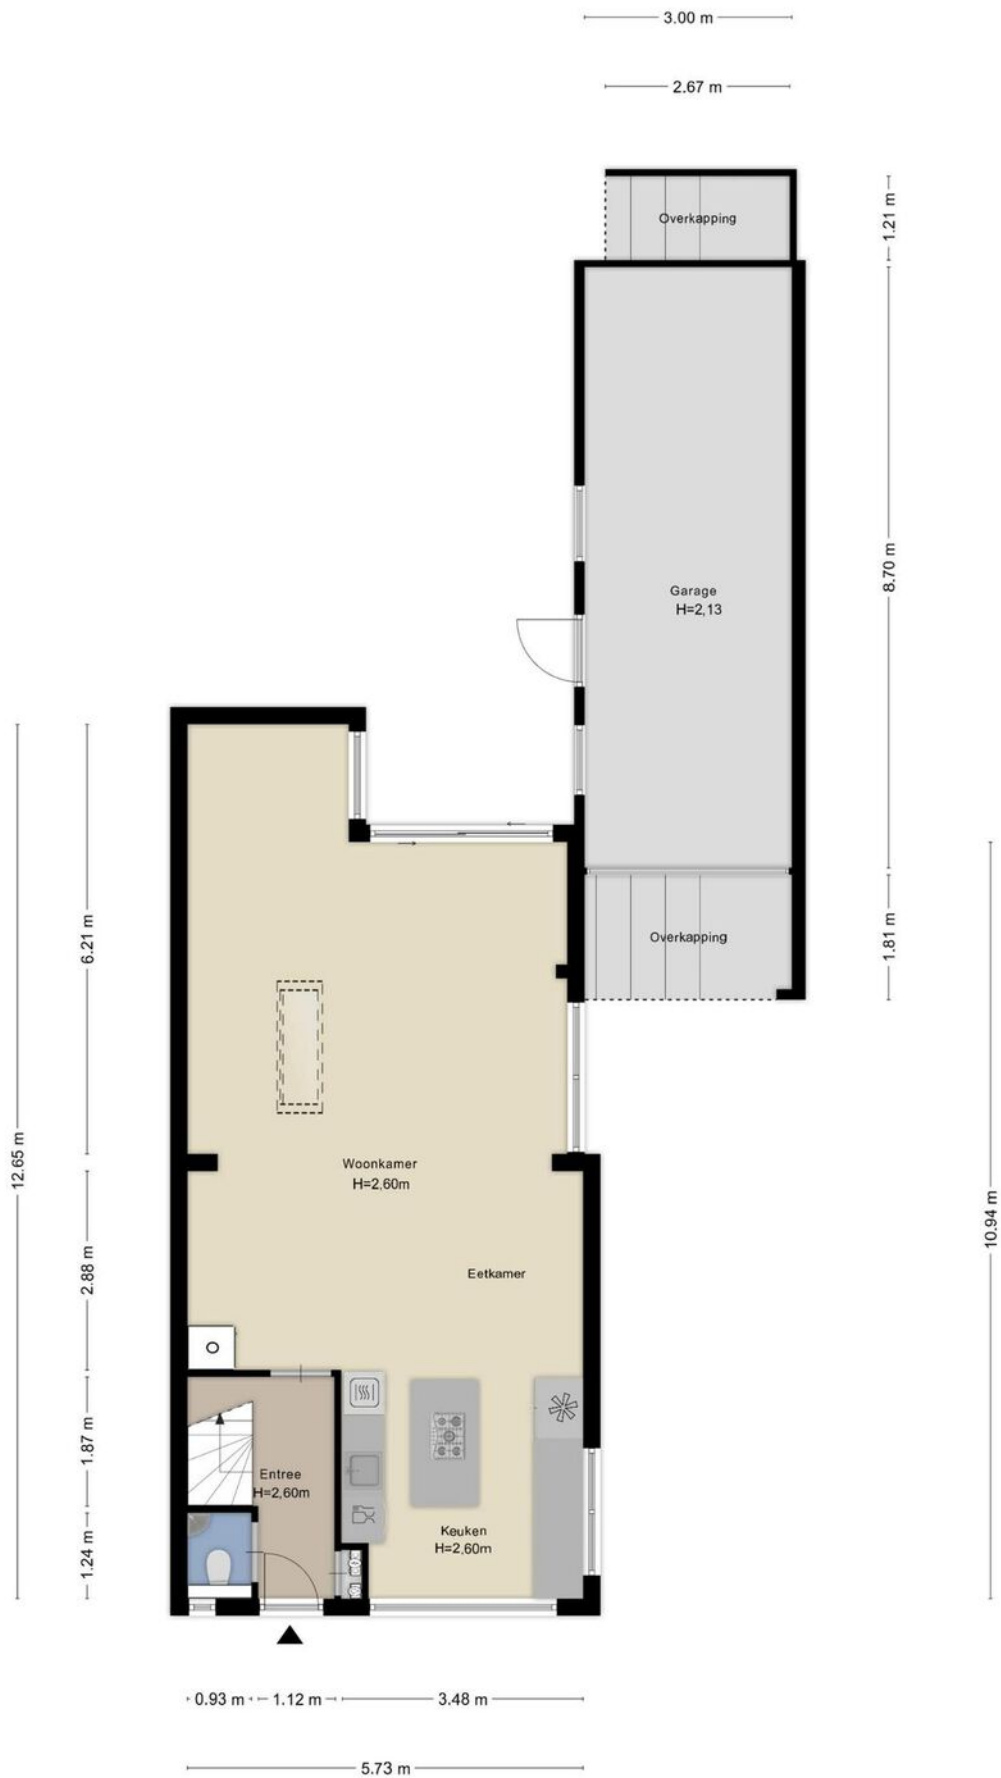 3.00 m
2.67 m
Overkapping
1.21 m
Garage
H=2,13
8.70 m
Overkapping
1.81 m
6.21 m
12.65 m
Woonkamer
H=2,60m
10.94 m
2.88 m
Eetkamer
1.87 m
Entree
H=2,60m
Keuken
H=2,60m
1.24 m
0.93 m
1.12 m
3.48 m
5.73 m